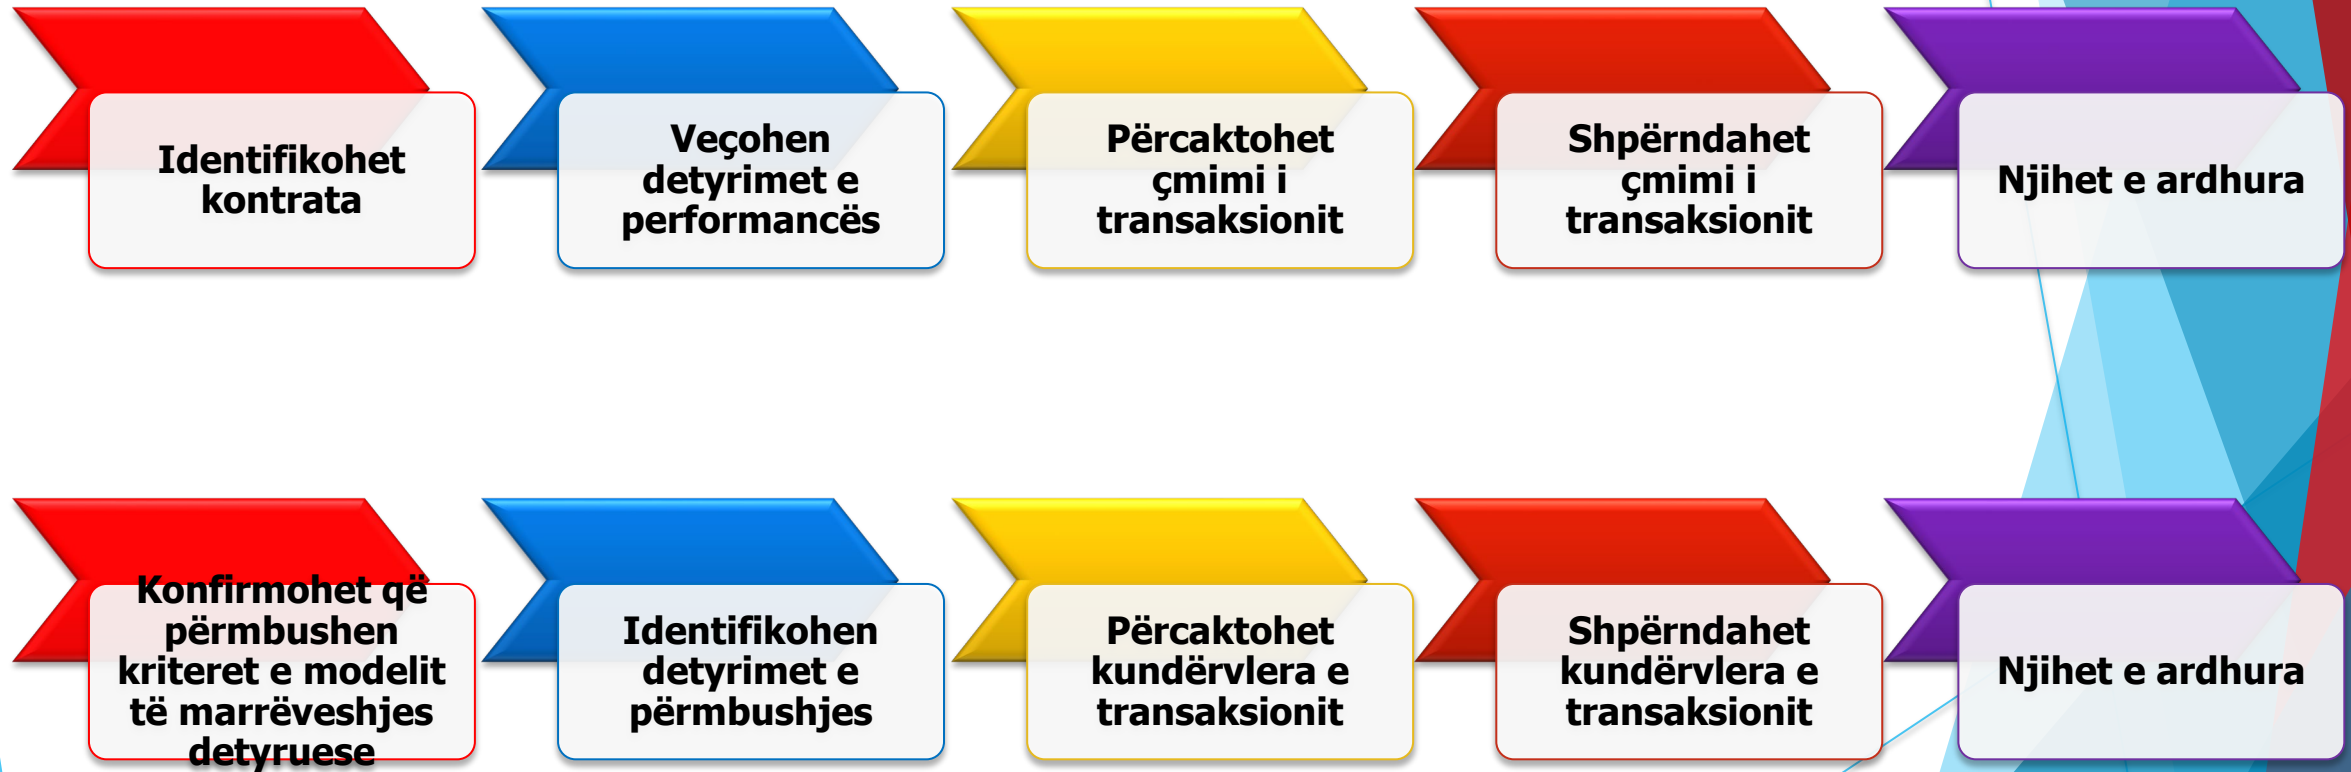 Identifikohet
kontrata
Veçohen
detyrimet e
performancës
Përcaktohet
çmimi i
transaksionit
Shpërndahet
çmimi i
transaksionit
Njihet e ardhura
Konfirmohet që
përmbushen
kriteret e modelit
të marrëveshjes
detyruese
Identifikohen
detyrimet e
përmbushjes
Përcaktohet
kundërvlera e
transaksionit
Shpërndahet
kundërvlera e
transaksionit
Njihet e ardhura